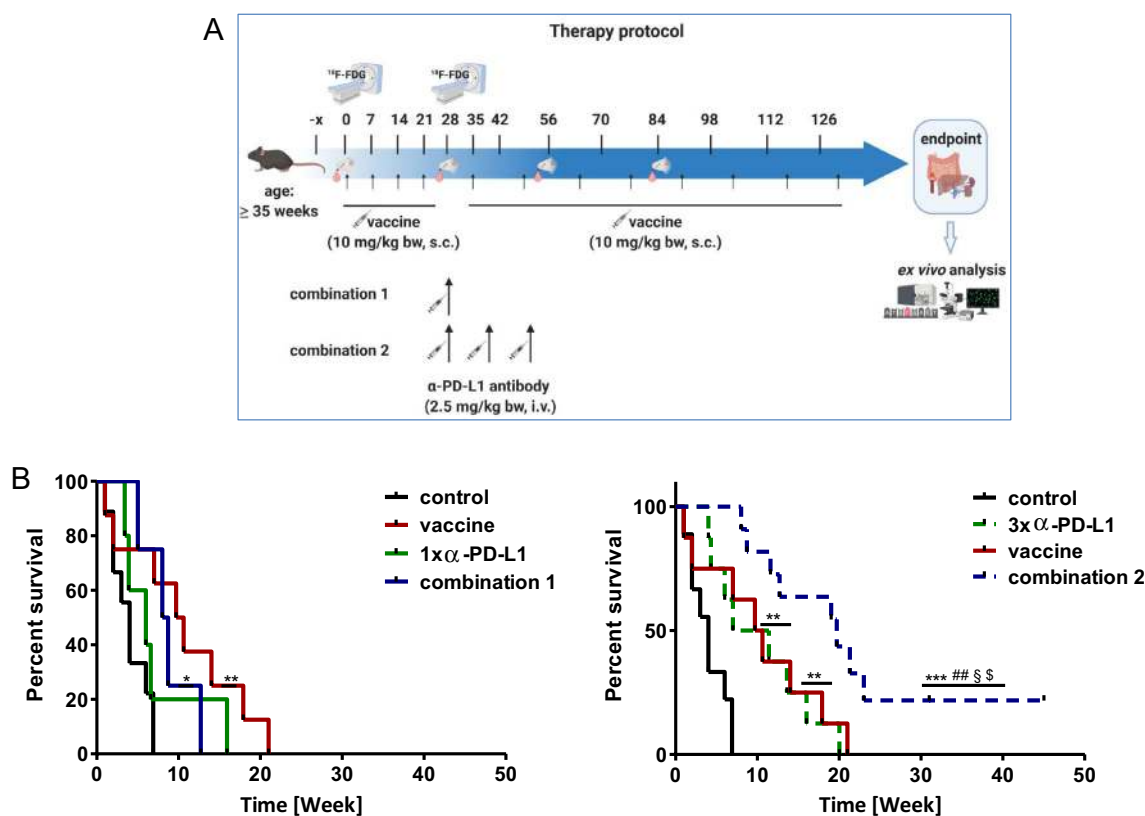 A
Therapy protocol
¹⁸F-FDG ¹⁸F-FDG
-x 0 7 14 21 28 35 42 56 70 84 98 112 126
endpoint
age:
≥ 35 weeks
vaccine vaccine
(10 mg/kg bw, s.c.) (10 mg/kg bw, s.c.)
ex vivo analysis
combination 1
combination 2
α-PD-L1 antibody
(2.5 mg/kg bw, i.v.)
B
Percent survival
100
80
60
40
20
0
control
vaccine
1xα-PD-L1
combination 1
* **
0 10 20 30 40 50
Time [Week]
Percent survival
100
50
0
control
3xα-PD-L1
vaccine
combination 2
**
**
*** ## § $
0 10 20 30 40 50
Time [Week]